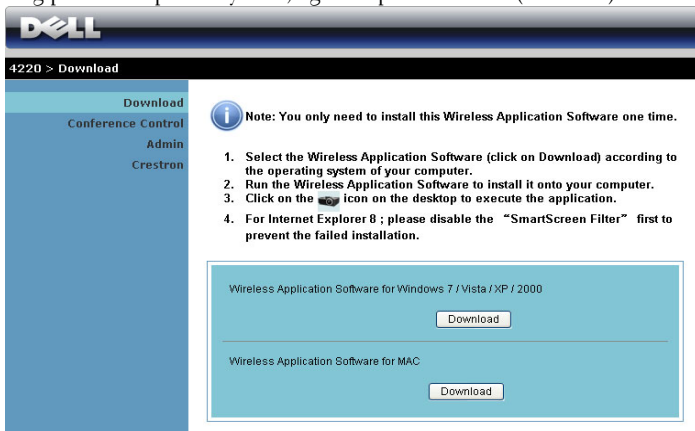 DELL
4220 > Download
Download
Conference Control
Admin
Crestron
Note: You only need to install this Wireless Application Software one time.
1. Select the Wireless Application Software (click on Download) according to
the operating system of your computer.
2. Run the Wireless Application Software to install it onto your computer.
3. Click on the icon on the desktop to execute the application.
4. For Internet Explorer 8 ; please disable the “SmartScreen Filter” first to
prevent the failed installation.
Wireless Application Software for Windows 7 / Vista / XP / 2000
Download
Wireless Application Software for MAC
Download